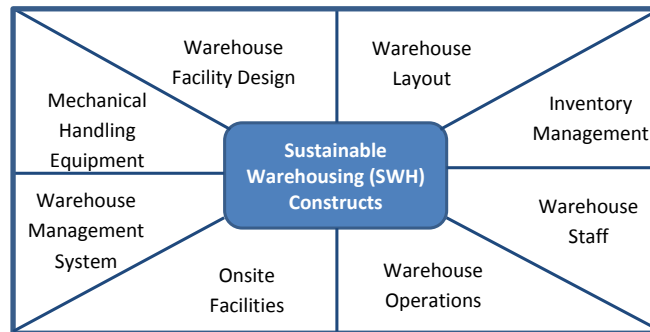 Warehouse
Facility Design
Warehouse
Layout
Mechanical
Handling
Equipment
Inventory
Management
Sustainable
Warehousing (SWH)
Constructs
Warehouse
Management
System
Warehouse
Staff
Onsite
Facilities
Warehouse
Operations